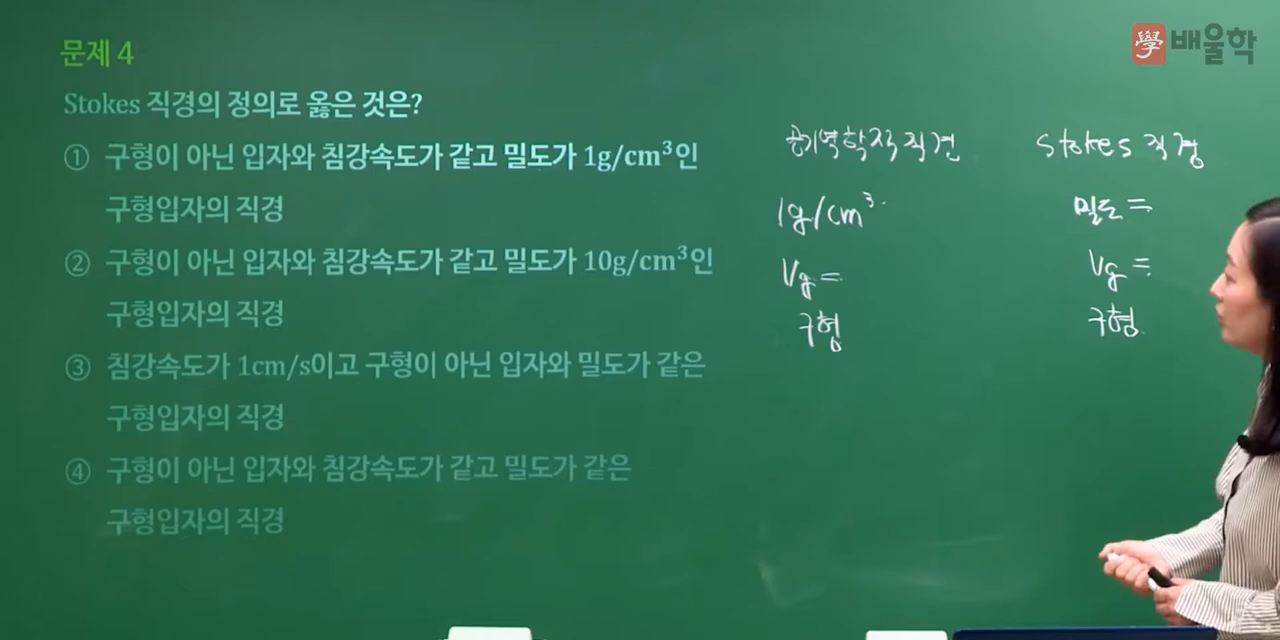 學 배울학
문제 4
Stokes 직경의 정의로 옳은 것은?
① 구형이 아닌 입자와 침강속도가 같고 밀도가 1g/cm³인
구형입자의 직경
② 구형이 아닌 입자와 침강속도가 같고 밀도가 10g/cm³인
구형입자의 직경
③ 침강속도가 1cm/s이고 구형이 아닌 입자와 밀도가 같은
구형입자의 직경
④ 구형이 아닌 입자와 침강속도가 같고 밀도가 같은
구형입자의 직경
공기역학적 직경
1g/cm³
Vg =
구형
Stokes 직경
밀도 =
Vg =
구형